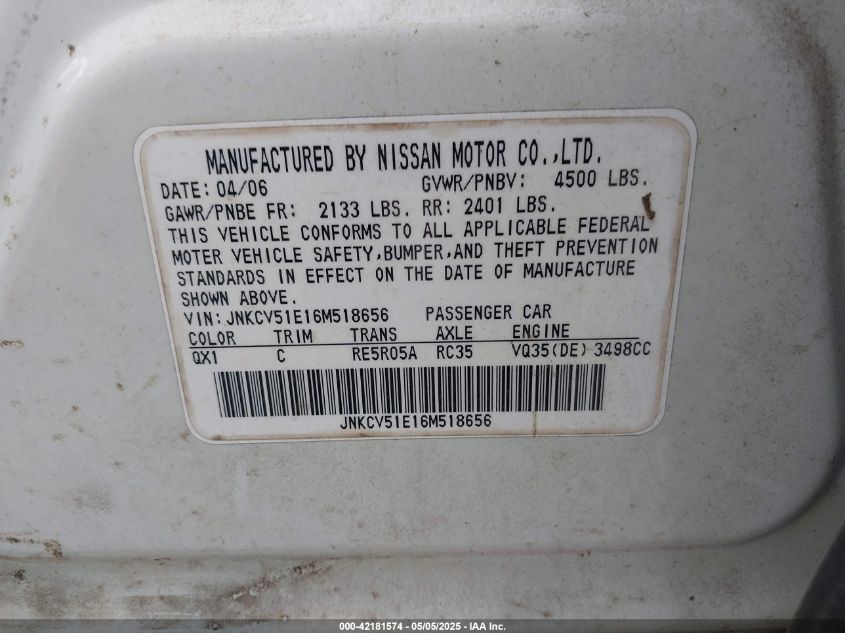 MANUFACTURED BY NISSAN MOTOR CO.,LTD.
DATE: 04/06 GVWR/PNBV: 4500 LBS.
GAWR/PNBE FR: 2133 LBS. RR: 2401 LBS.
THIS VEHICLE CONFORMS TO ALL APPLICABLE FEDERAL
MOTOR VEHICLE SAFETY,BUMPER,AND THEFT PREVENTION
STANDARDS IN EFFECT ON THE DATE OF MANUFACTURE
SHOWN ABOVE.
VIN:JNKCV51E16M518656 PASSENGER CAR
COLOR TRIM TRANS AXLE ENGINE
QX1 C RE5R05A RC35 VQ35(DE) 3498CC
JNKCV51E16M518656
000-42181574 - 05/05/2025 - IAA Inc.